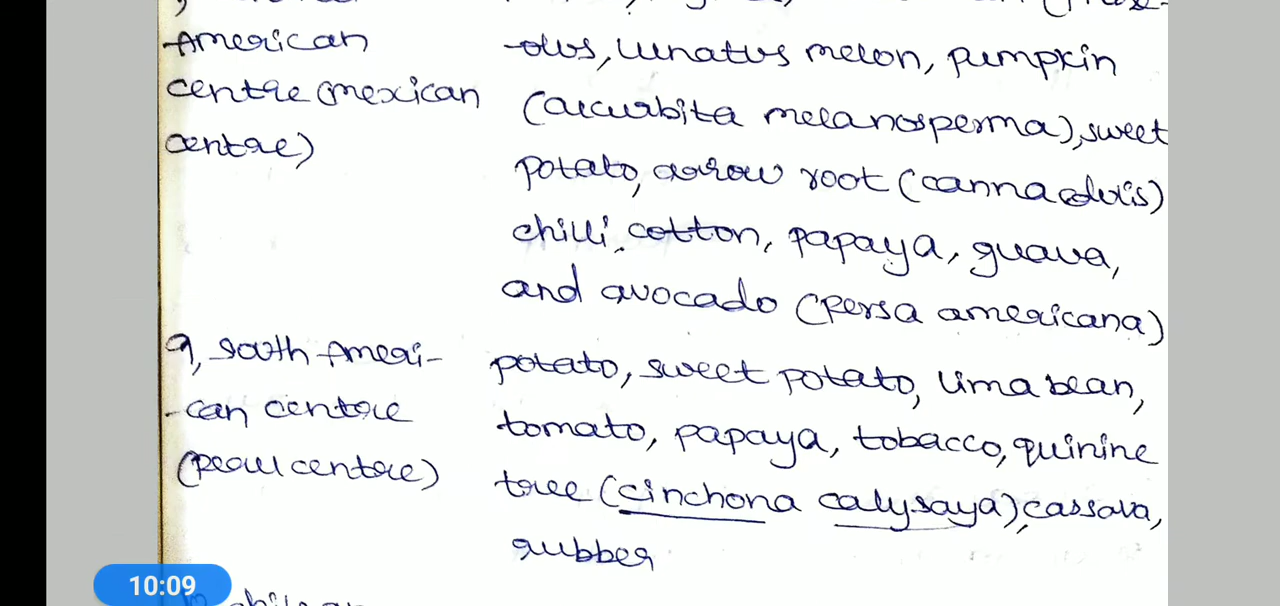 American -olus, lunatus melon, pumpkin
centre (mexican (cucurbita melanosperma), sweet
centre) potato, arrow root (canna edulis)
chilli, cotton, papaya, guava,
and avocado (persa americana)
9, south Ameri- potato, sweet potato, lima bean,
-can centre tomato, papaya, tobacco, quinine
(peru centre) tree (cinchona calysaya), cassava,
rubber
10:09